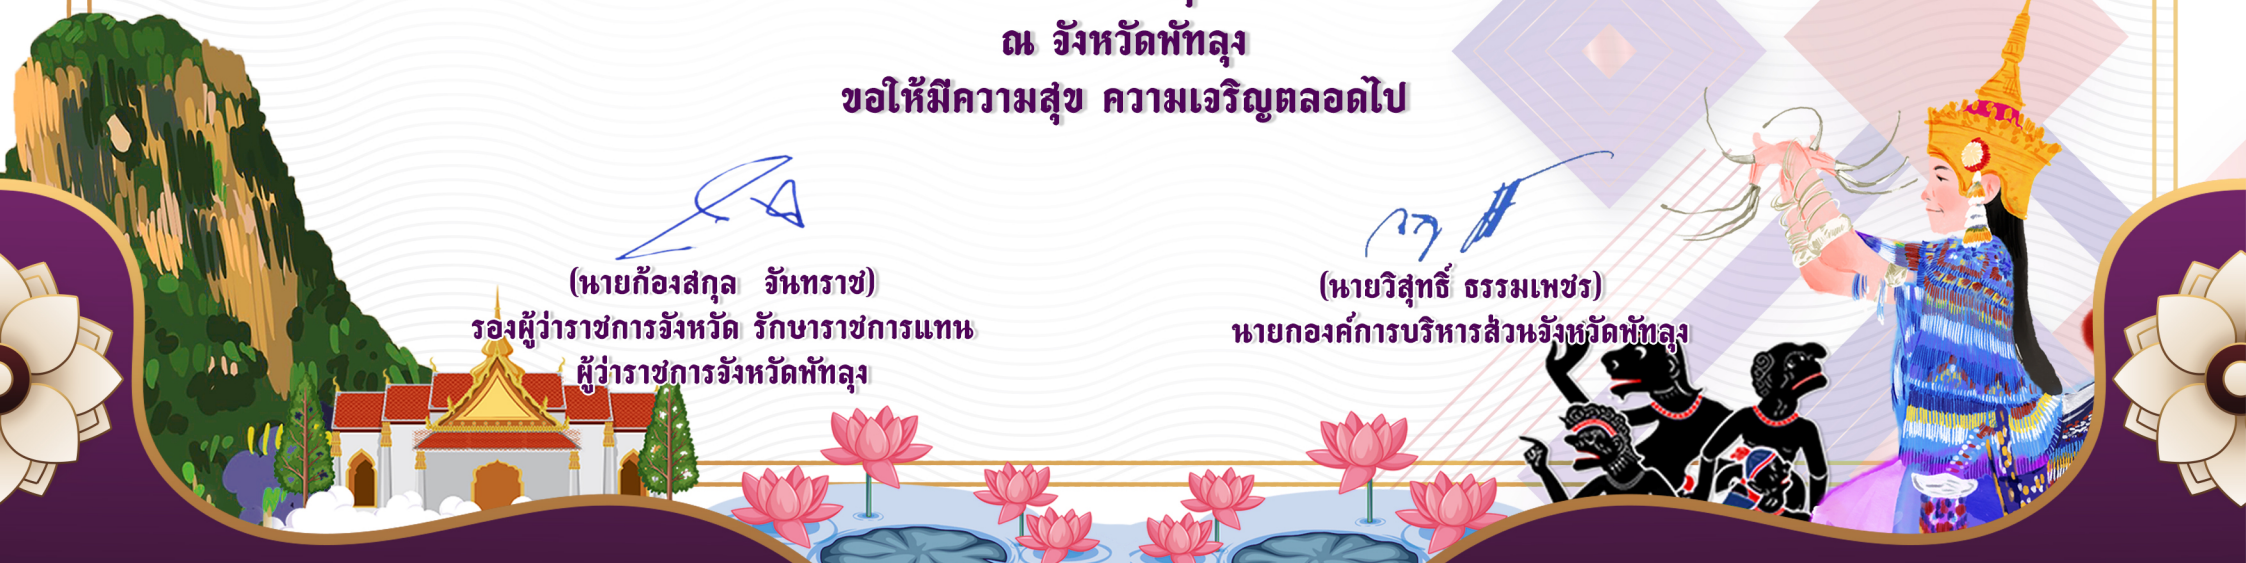 ณ จังหวัดพัทลุง
ขอให้มีความสุข ความเจริญตลอดไป
(นายก้องสกุล จันทราช)
รองผู้ว่าราชการจังหวัด รักษาราชการแทน
ผู้ว่าราชการจังหวัดพัทลุง
(นายวิสุทธิ์ ธรรมเพชร)
นายกองค์การบริหารส่วนจังหวัดพัทลุง